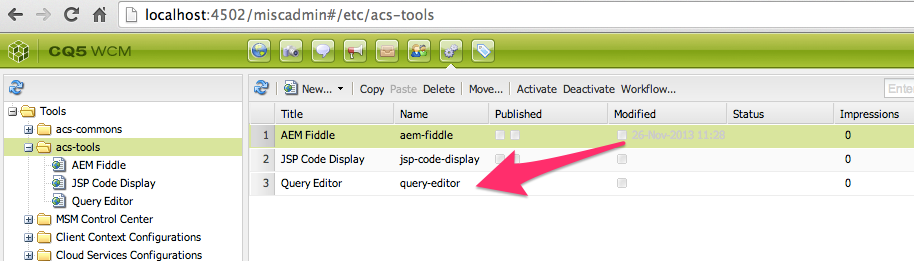 localhost:4502/miscadmin#/etc/acs-tools
CQ5 WCM
New... Copy Paste Delete Move... Activate Deactivate Workflow... Ente
Tools
acs-commons
acs-tools
AEM Fiddle
JSP Code Display
Query Editor
MSM Control Center
Client Context Configurations
Cloud Services Configurations
Title Name Published Modified Status Impressions
1 AEM Fiddle aem-fiddle 26-Nov-2013 11:28 0
2 JSP Code Display jsp-code-display 0
3 Query Editor query-editor 0